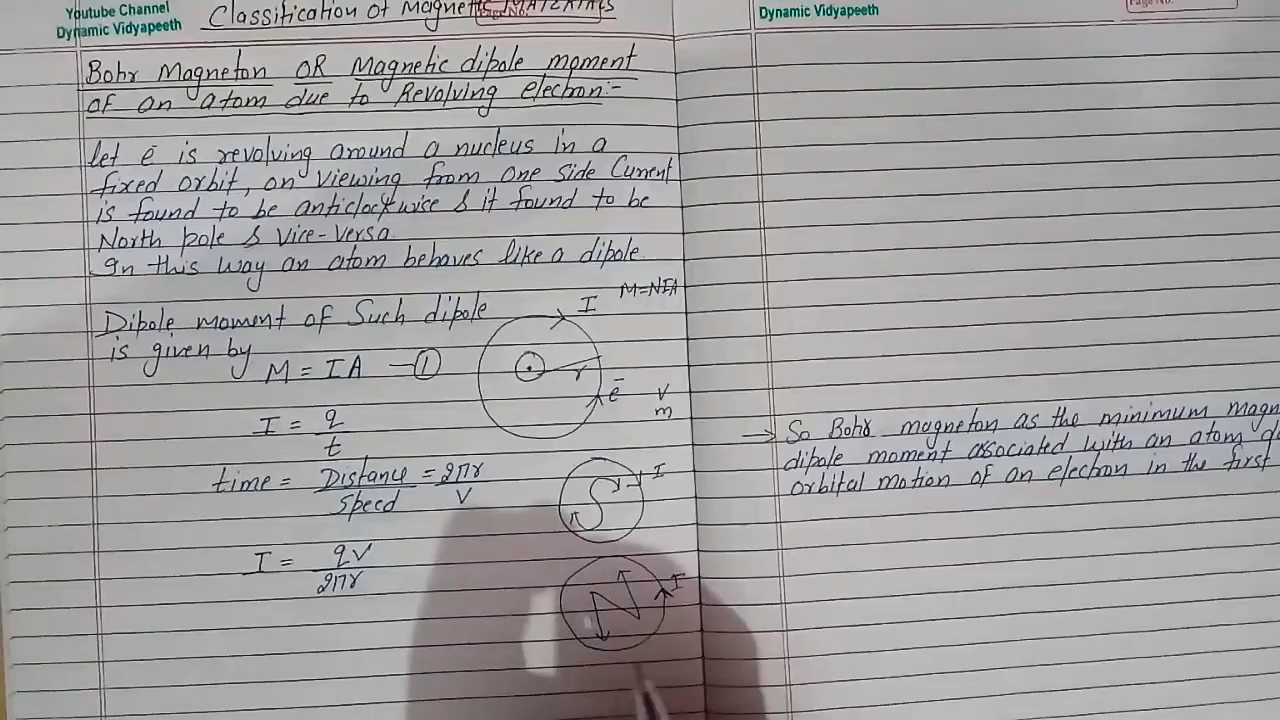 Youtube Channel
Dynamic Vidyapeeth
Classification of Magnetic MATERIALS
Bohr Magneton OR Magnetic dipole moment
of an atom due to Revolving electron:-
let e̅ is revolving around a nucleus in a
fixed orbit, on viewing from one side Current
is found to be anticlockwise & it found to be
North pole & Vice-versa.
In this way an atom behaves like a dipole.
Dipole moment of Such dipole
is given by
M = IA —①
I = q/t
time = Distance/Speed = 2πr/v
I = qv/2πr
I
M=NIA
r
e̅
v
m
S
I
N
I
Dynamic Vidyapeeth
Page No.
→ So Bohr magneton as the minimum
dipole moment associated with an atom
orbital motion of an electron in the first